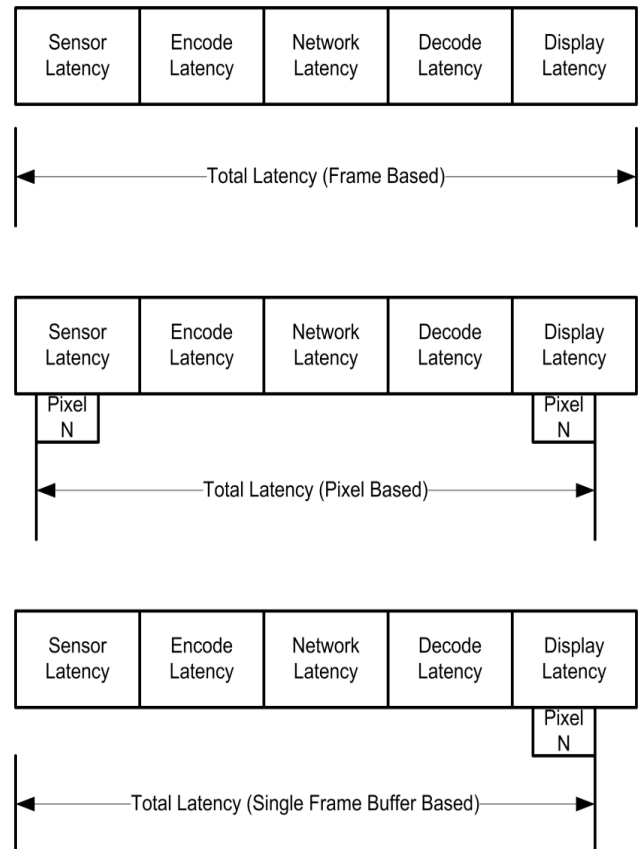 Sensor Latency
Encode Latency
Network Latency
Decode Latency
Display Latency
Total Latency (Frame Based)
Sensor Latency
Encode Latency
Network Latency
Decode Latency
Display Latency
Pixel N
Pixel N
Total Latency (Pixel Based)
Sensor Latency
Encode Latency
Network Latency
Decode Latency
Display Latency
Pixel N
Total Latency (Single Frame Buffer Based)